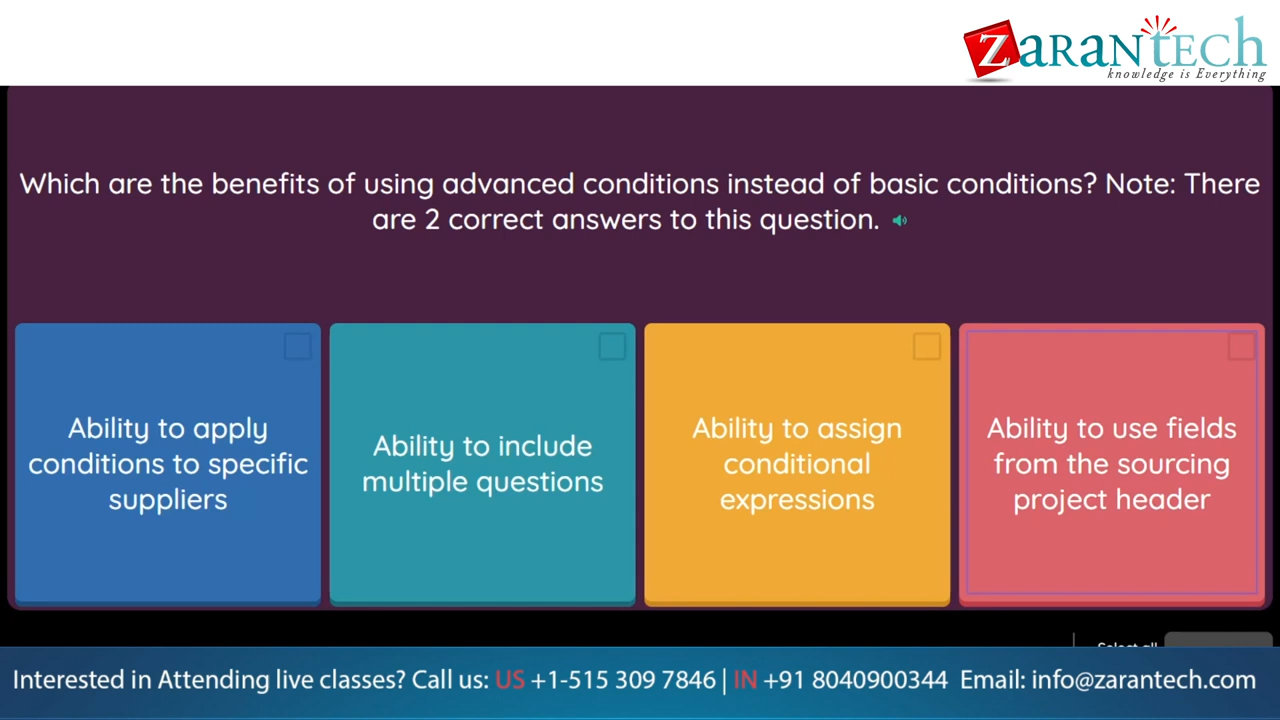 ZARANTECH
knowledge is Everything
Which are the benefits of using advanced conditions instead of basic conditions? Note: There
are 2 correct answers to this question.
Ability to apply
conditions to specific
suppliers
Ability to include
multiple questions
Ability to assign
conditional
expressions
Ability to use fields
from the sourcing
project header
Select all
Interested in Attending live classes? Call us: US +1-515 309 7846 | IN +91 8040900344 Email: info@zarantech.com